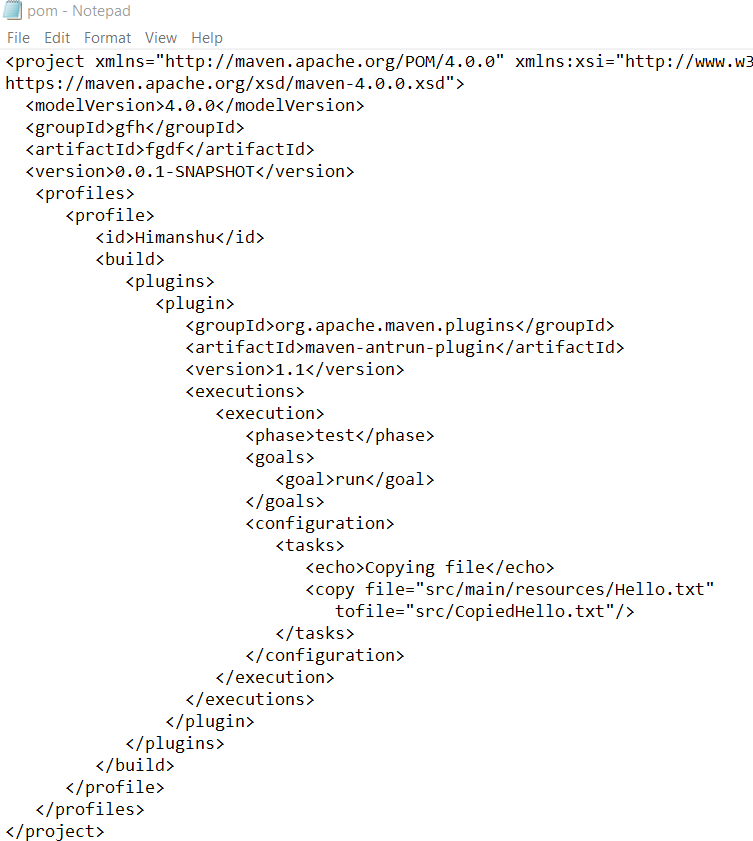 pom - Notepad
File Edit Format View Help
<project xmlns="http://maven.apache.org/POM/4.0.0" xmlns:xsi="http://www.w3
https://maven.apache.org/xsd/maven-4.0.0.xsd">
  <modelVersion>4.0.0</modelVersion>
  <groupId>gfh</groupId>
  <artifactId>fgdf</artifactId>
  <version>0.0.1-SNAPSHOT</version>
   <profiles>
      <profile>
         <id>Himanshu</id>
         <build>
            <plugins>
               <plugin>
                  <groupId>org.apache.maven.plugins</groupId>
                  <artifactId>maven-antrun-plugin</artifactId>
                  <version>1.1</version>
                  <executions>
                     <execution>
                        <phase>test</phase>
                        <goals>
                           <goal>run</goal>
                        </goals>
                        <configuration>
                           <tasks>
                              <echo>Copying file</echo>
                              <copy file="src/main/resources/Hello.txt"
                                 tofile="src/CopiedHello.txt"/>
                           </tasks>
                        </configuration>
                     </execution>
                  </executions>
                </plugin>
            </plugins>
         </build>
      </profile>
   </profiles>
</project>